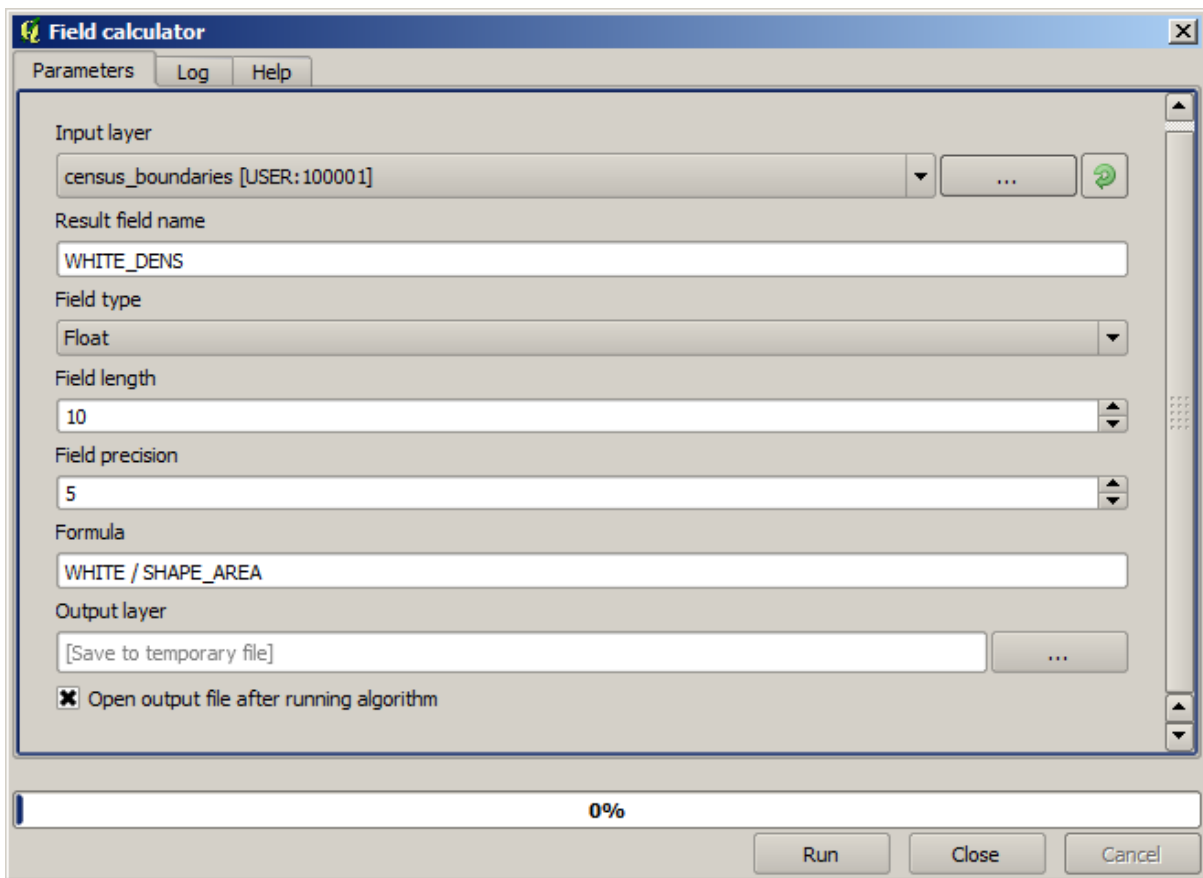 Field calculator
Parameters Log Help
Input layer
census_boundaries [USER:100001] ...
Result field name
WHITE_DENS
Field type
Float
Field length
10
Field precision
5
Formula
WHITE / SHAPE_AREA
Output layer
[Save to temporary file] ...
Open output file after running algorithm
0%
Run Close Cancel